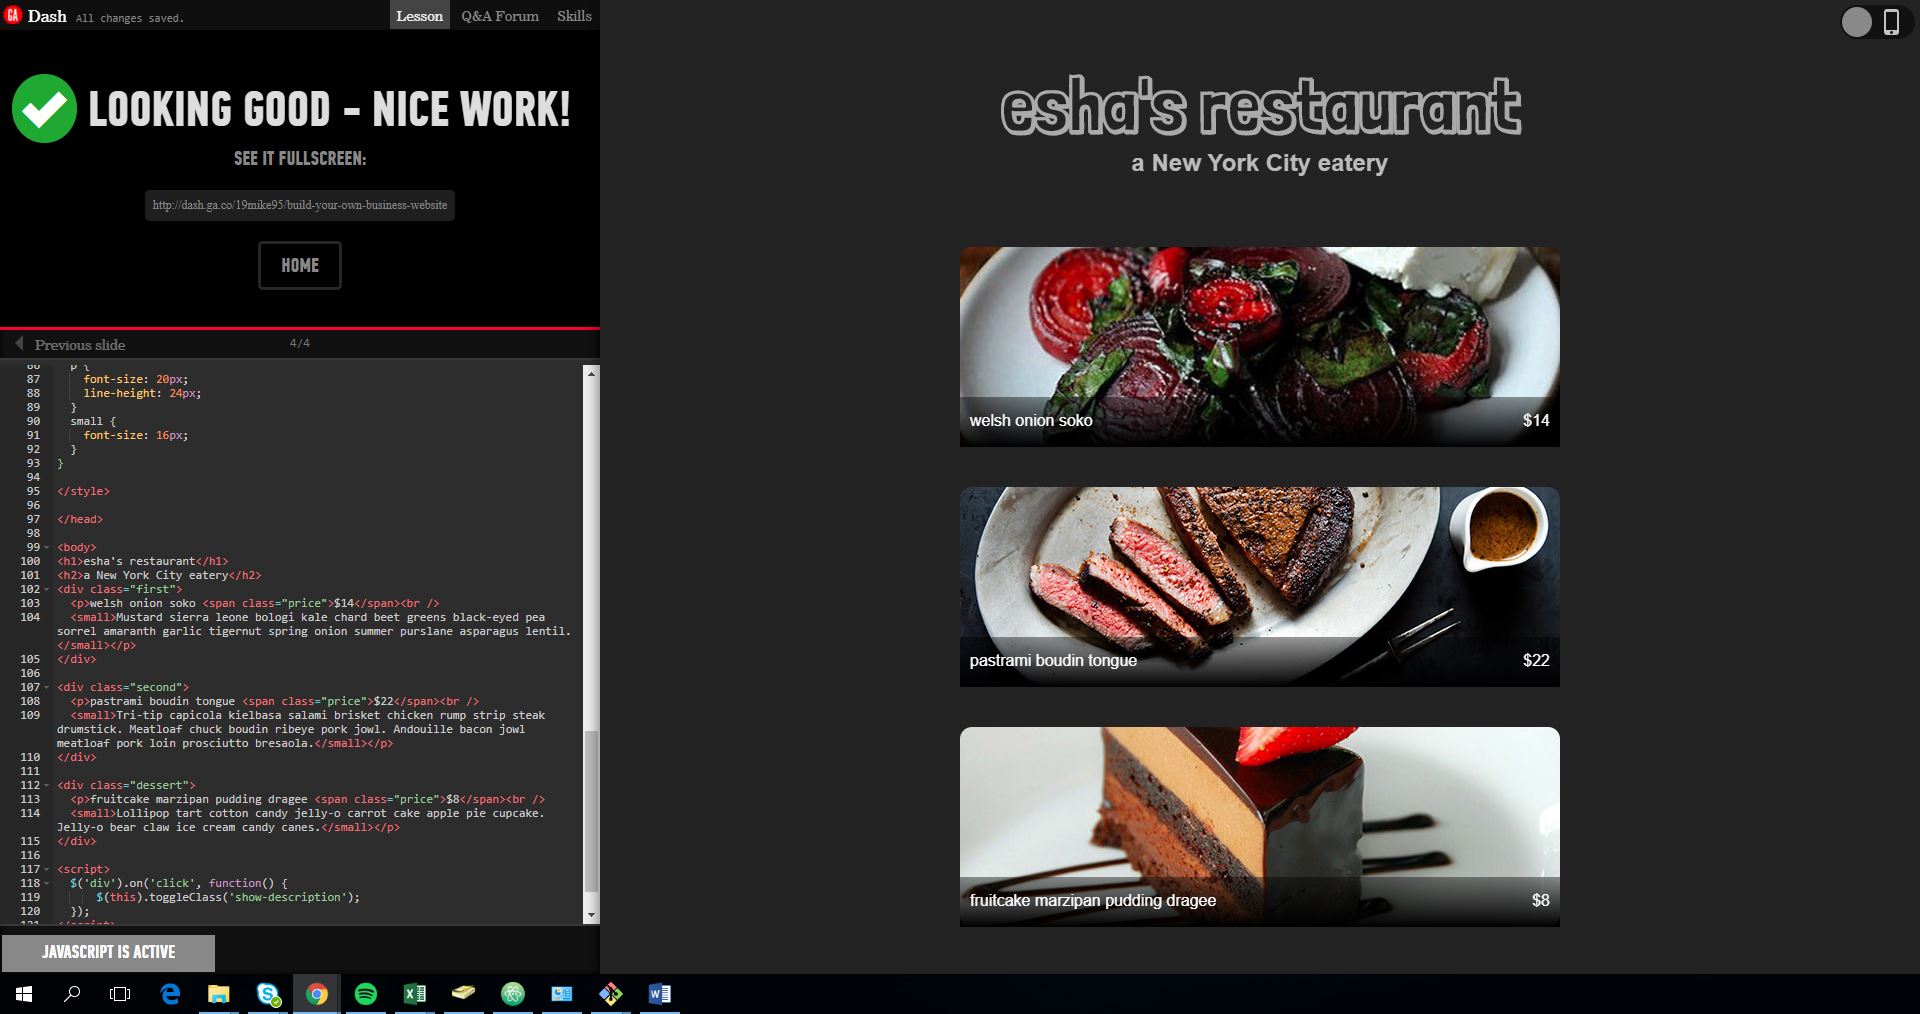 GA Dash All changes saved. Lesson Q&A Forum Skills
LOOKING GOOD - NICE WORK!
SEE IT FULLSCREEN:
http://dash.ga.co/19mike95/build-your-own-business-website
HOME
Previous slide 4/4
86 p {
87 font-size: 20px;
88 line-height: 24px;
89 }
90 small {
91 font-size: 16px;
92 }
93 }
94
95 </style>
96
97 </head>
98
99 <body>
100 <h1>esha's restaurant</h1>
101 <h2>a New York City eatery</h2>
102 <div class="first">
103 <p>welsh onion soko <span class="price">$14</span><br />
104 <small>Mustard sierra leone bologi kale chard beet greens black-eyed pea
sorrel amaranth garlic tigernut spring onion summer purslane asparagus lentil.
</small></p>
105 </div>
106
107 <div class="second">
108 <p>pastrami boudin tongue <span class="price">$22</span><br />
109 <small>Tri-tip capicola kielbasa salami brisket chicken rump strip steak
drumstick. Meatloaf chuck boudin ribeye pork jowl. Andouille bacon jowl
meatloaf pork loin prosciutto bresaola.</small></p>
110 </div>
111
112 <div class="dessert">
113 <p>fruitcake marzipan pudding dragee <span class="price">$8</span><br />
114 <small>Lollipop tart cotton candy jelly-o carrot cake apple pie cupcake.
Jelly-o bear claw ice cream candy canes.</small></p>
115 </div>
116
117 <script>
118 $('div').on('click', function() {
119 $(this).toggleClass('show-description');
120 });
121 </script>
JAVASCRIPT IS ACTIVE
esha's restaurant
a New York City eatery
welsh onion soko $14
pastrami boudin tongue $22
fruitcake marzipan pudding dragee $8